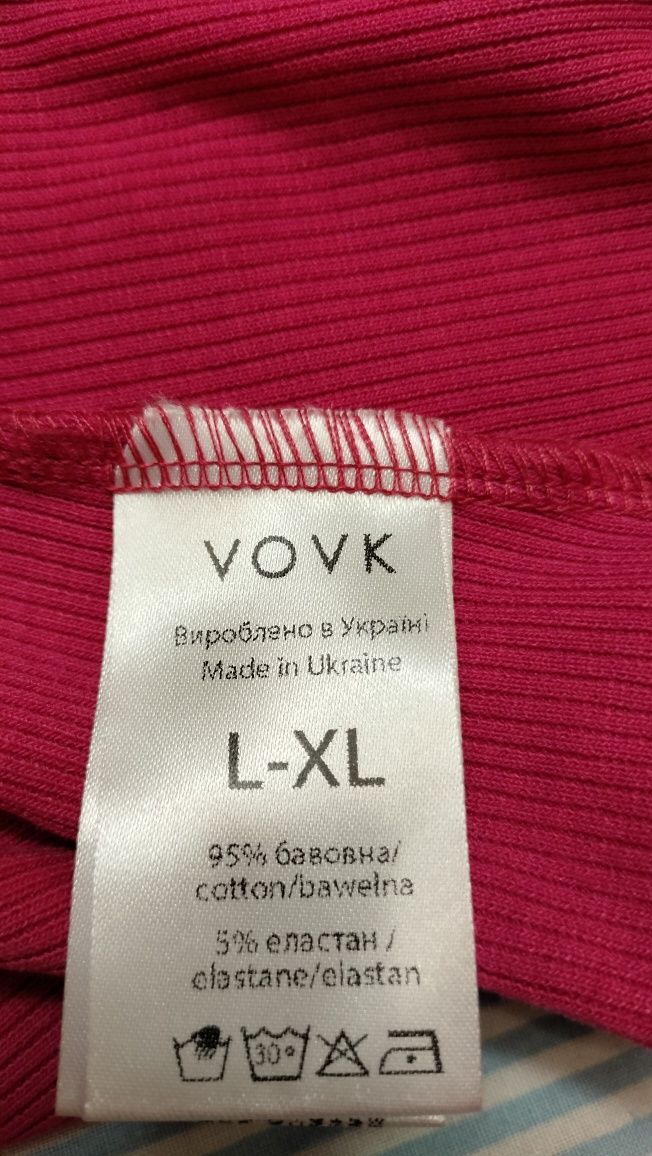 VOVK
Вироблено в Україні
Made in Ukraine
L-XL
95% бавовна/
cotton/bawełna
5% еластан /
elastane/elastan
30°